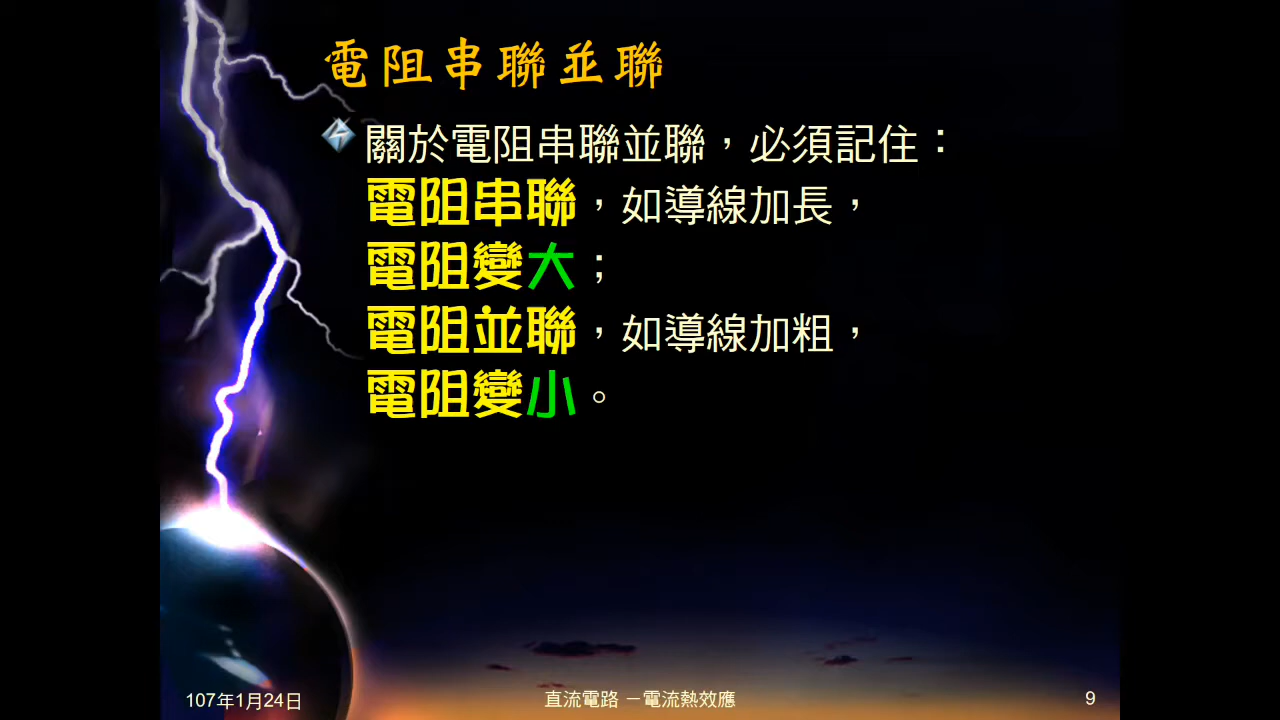 電阻串聯並聯
關於電阻串聯並聯，必須記住：
電阻串聯，如導線加長，
電阻變大；
電阻並聯，如導線加粗，
電阻變小。
107年1月24日
直流電路 －電流熱效應
9